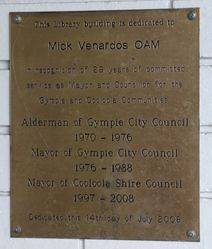 This Library building is dedicated to
Mick Venardos OAM
in recognition of 29 years of committed
service as Mayor and Councillor for the
Gympie and Cooloola Communities
Alderman of Gympie City Council
1970 - 1976
Mayor of Gympie City Council
1976 - 1988
Mayor of Cooloola Shire Council
1997 - 2008
Dedicated this 14th day of July 2008